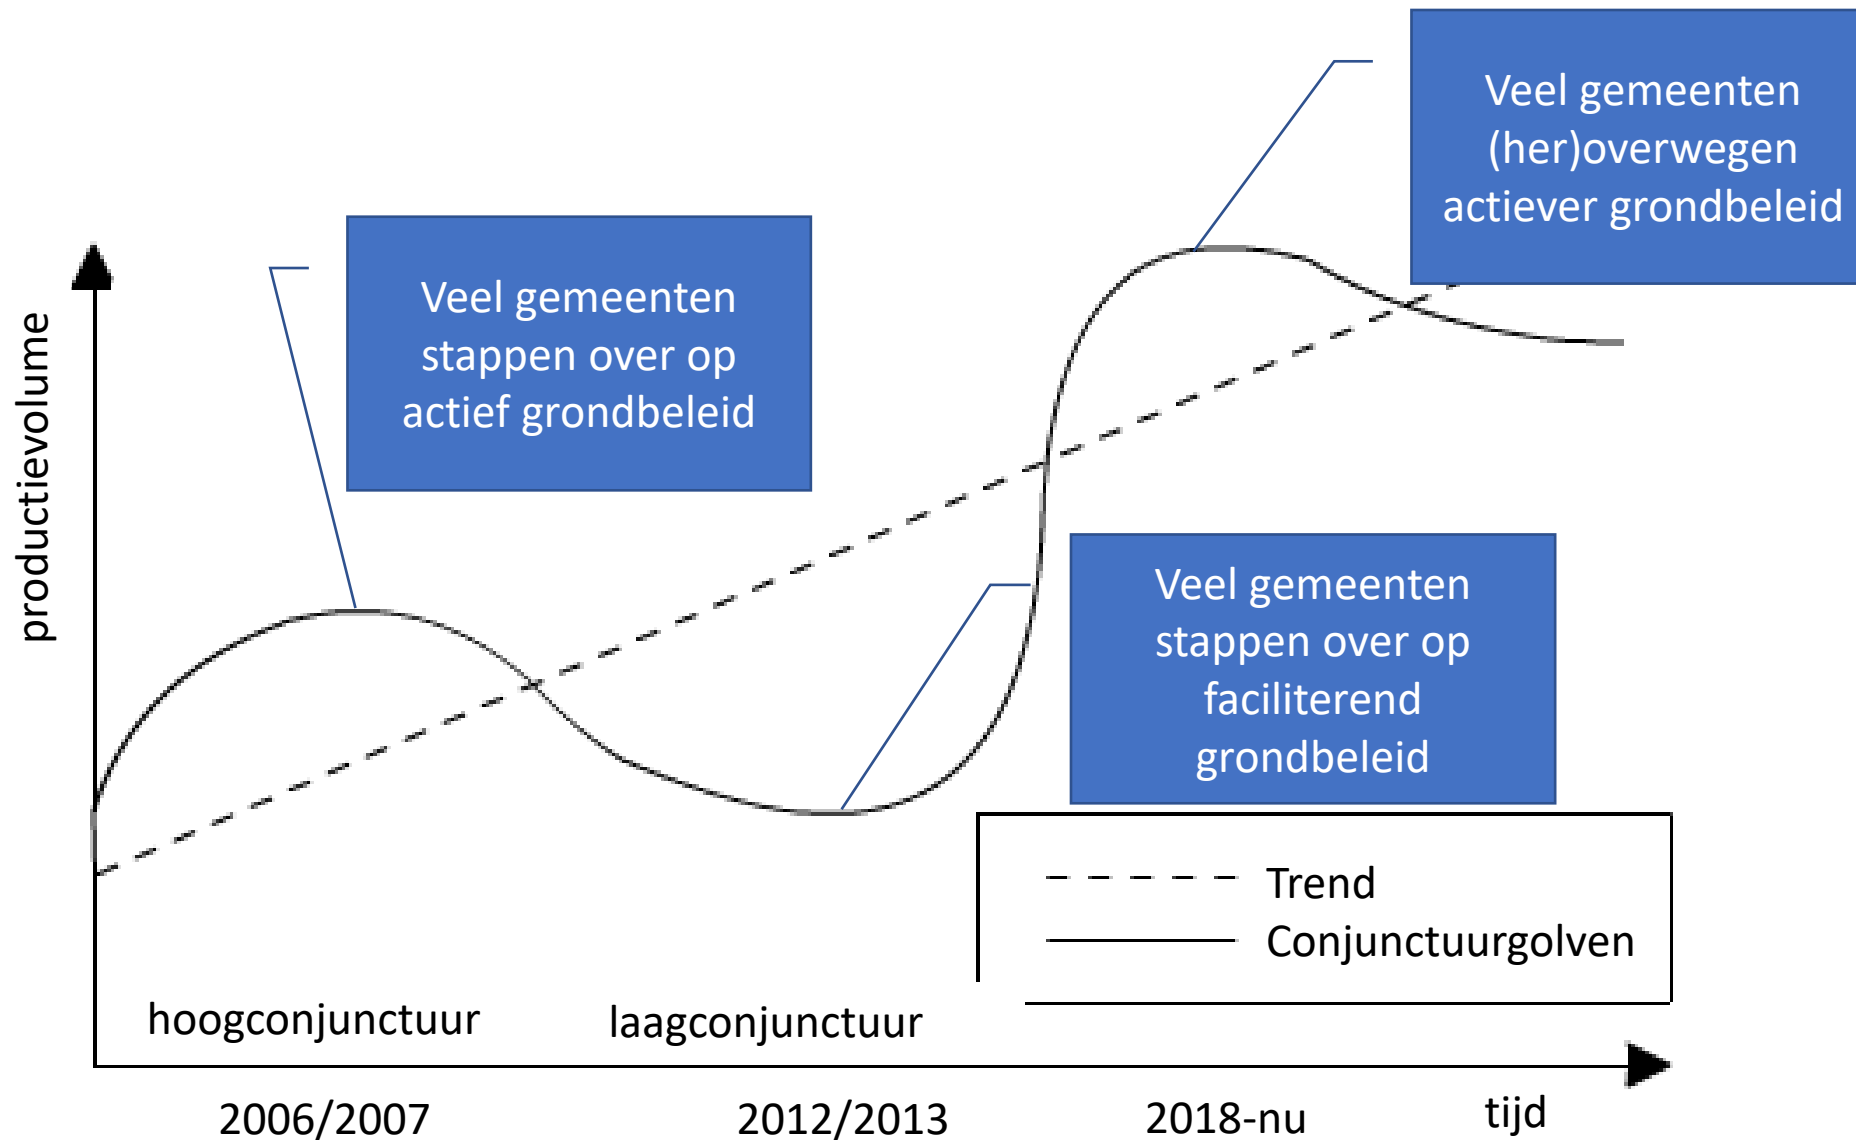 Veel gemeenten
(her)overwegen
actiever grondbeleid
Veel gemeenten
stappen over op
actief grondbeleid
productievolume
Veel gemeenten
stappen over op
faciliterend
grondbeleid
Trend
Conjunctuurgolven
hoogconjunctuur
laagconjunctuur
2006/2007
2012/2013
2018-nu
tijd